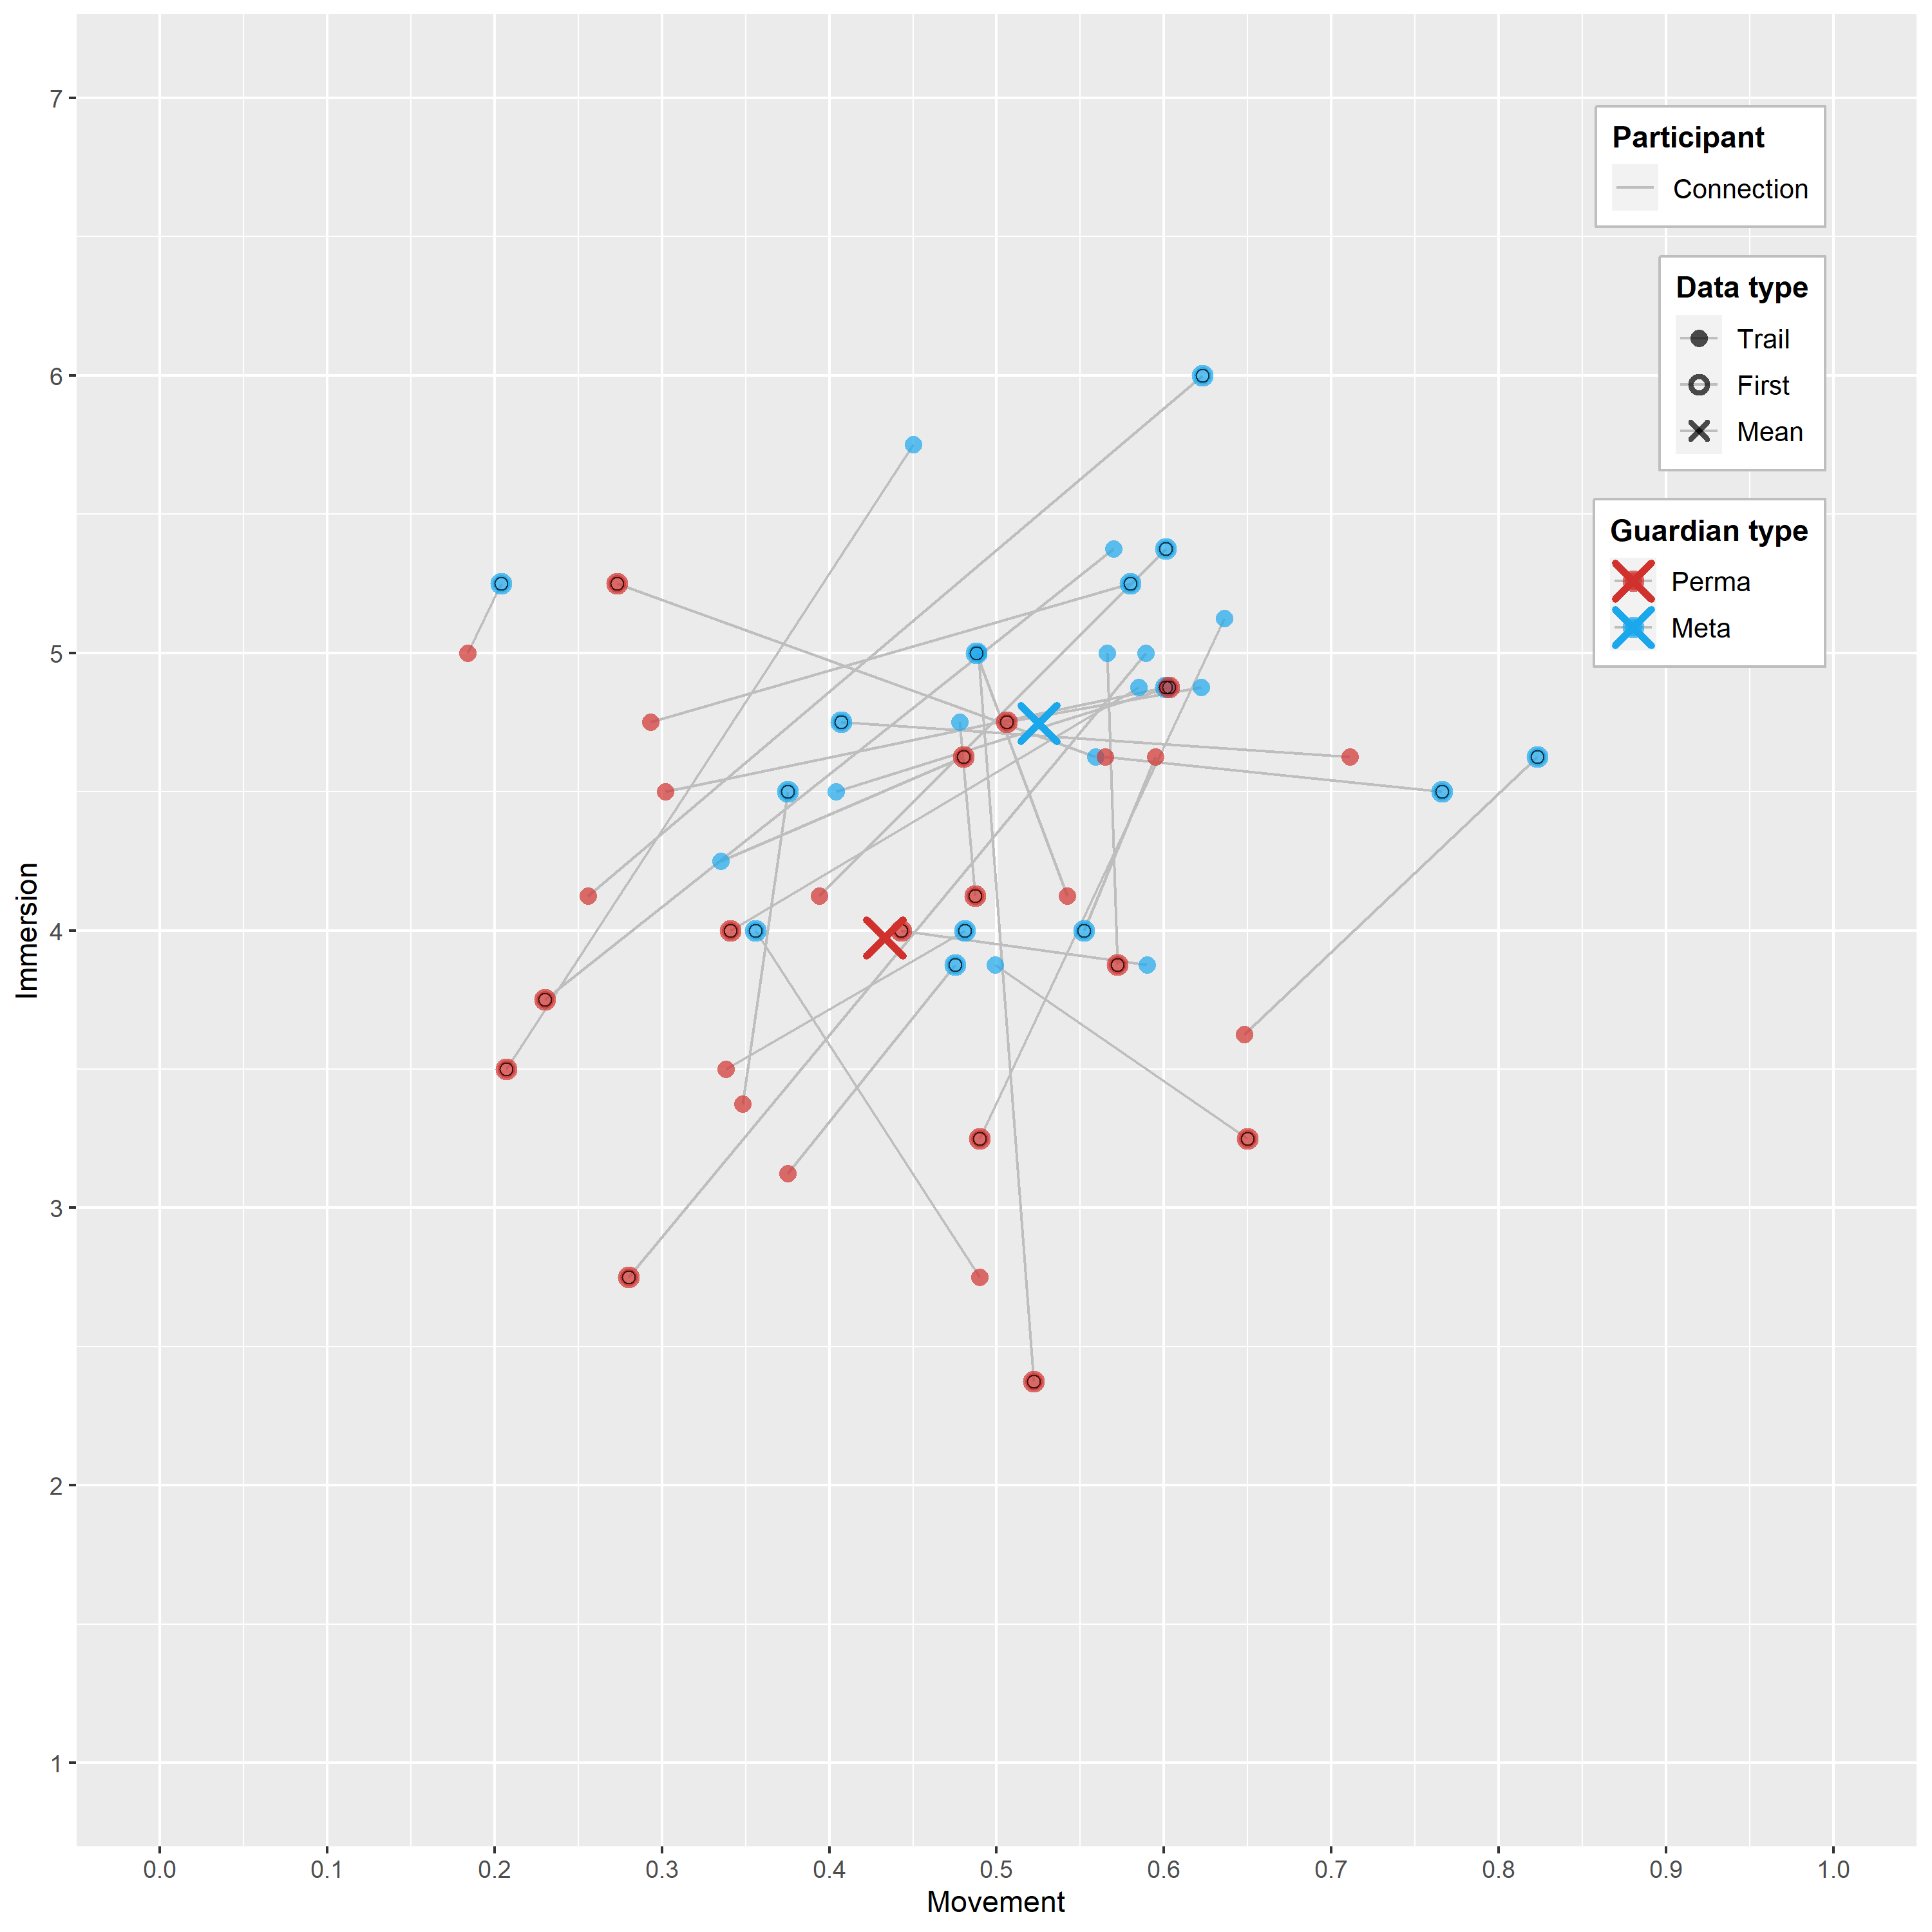 Participant
Connection
Data type
Trail
First
Mean
Guardian type
Perma
Meta
Immersion
7
6
5
4
3
2
1
0.0 0.1 0.2 0.3 0.4 0.5 0.6 0.7 0.8 0.9 1.0
Movement